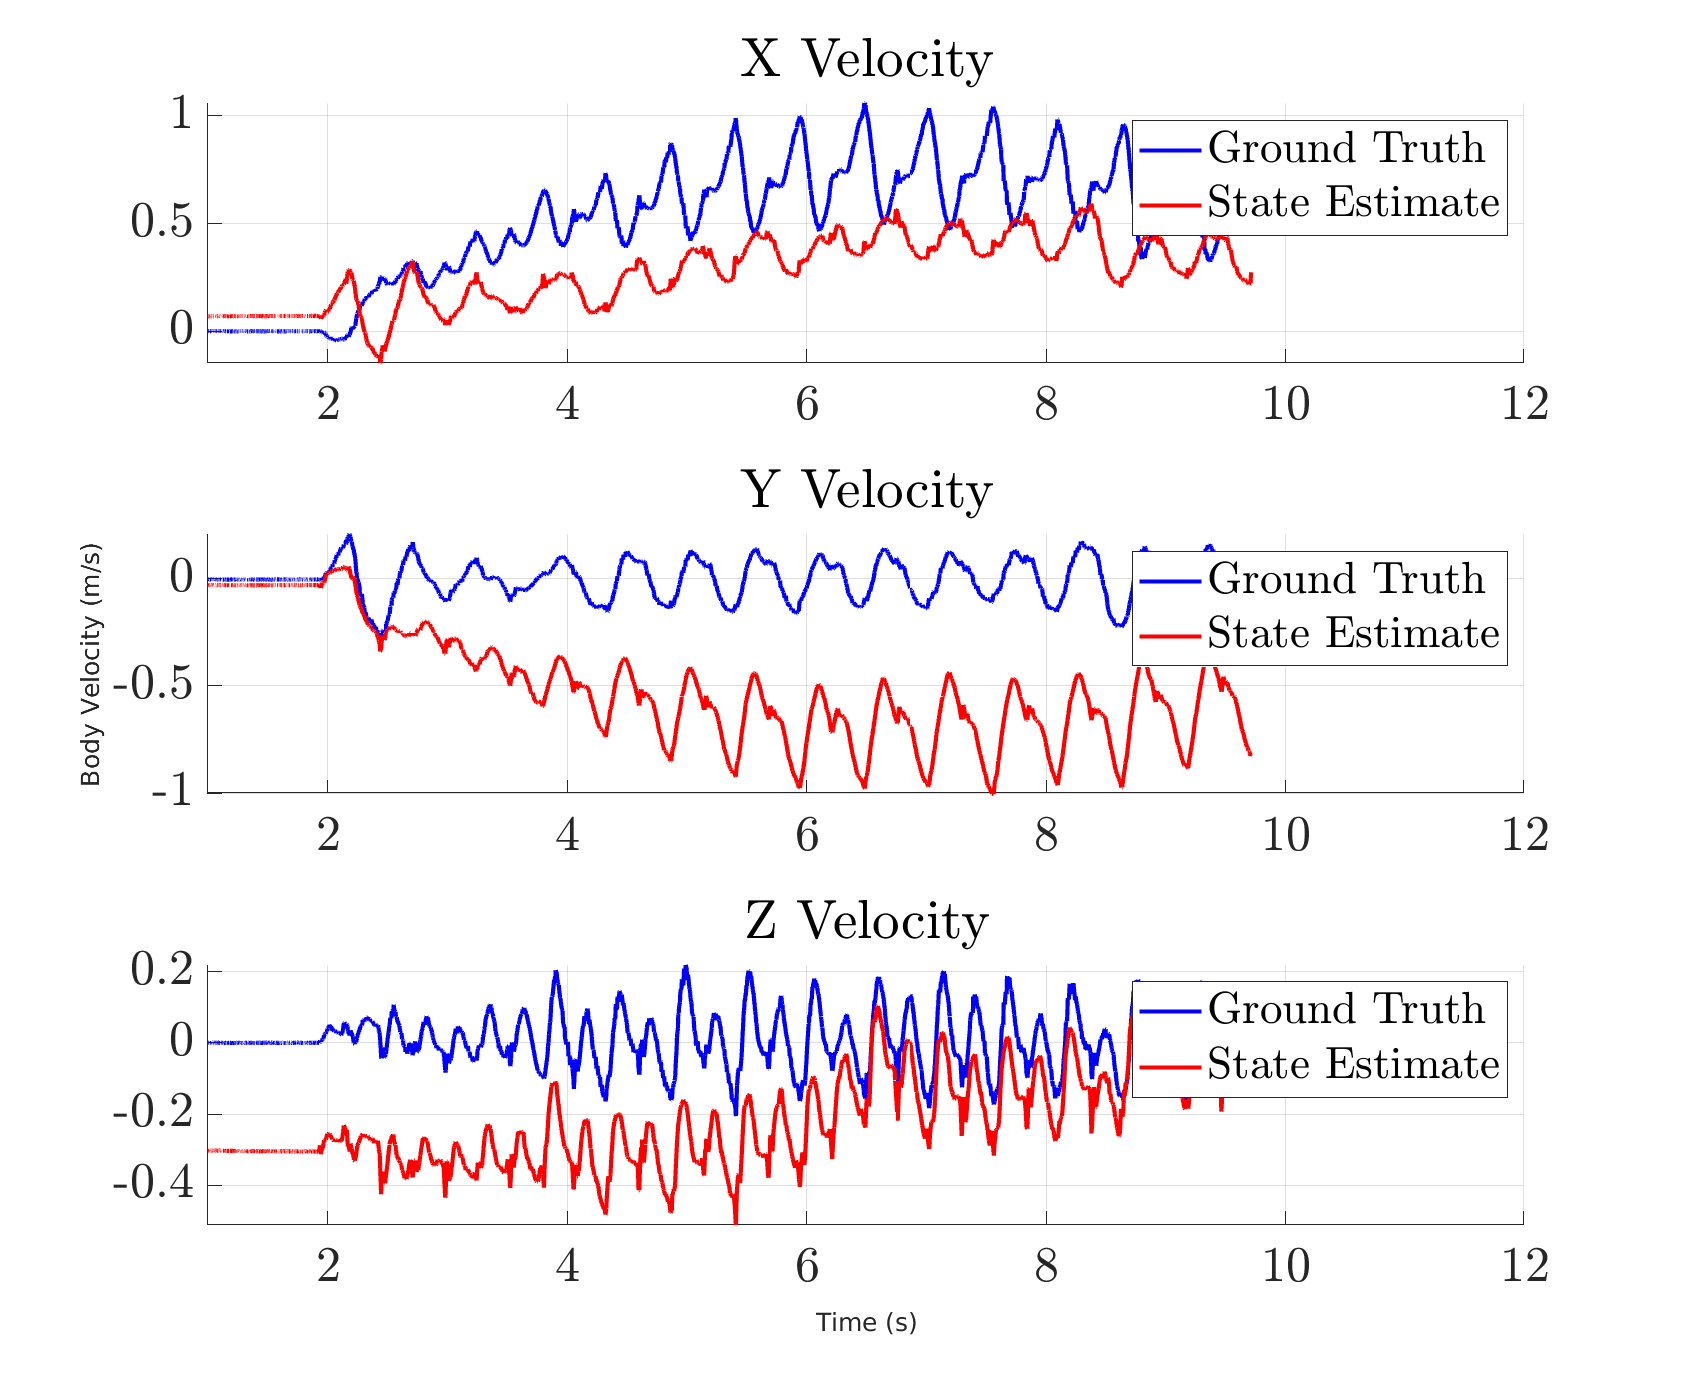 X Velocity
1
0.5
0
Ground Truth
State Estimate
2 4 6 8 10 12
Y Velocity
0
-0.5
-1
Ground Truth
State Estimate
Body Velocity (m/s)
2 4 6 8 10 12
Z Velocity
0.2
0
-0.2
-0.4
Ground Truth
State Estimate
2 4 6 8 10 12
Time (s)